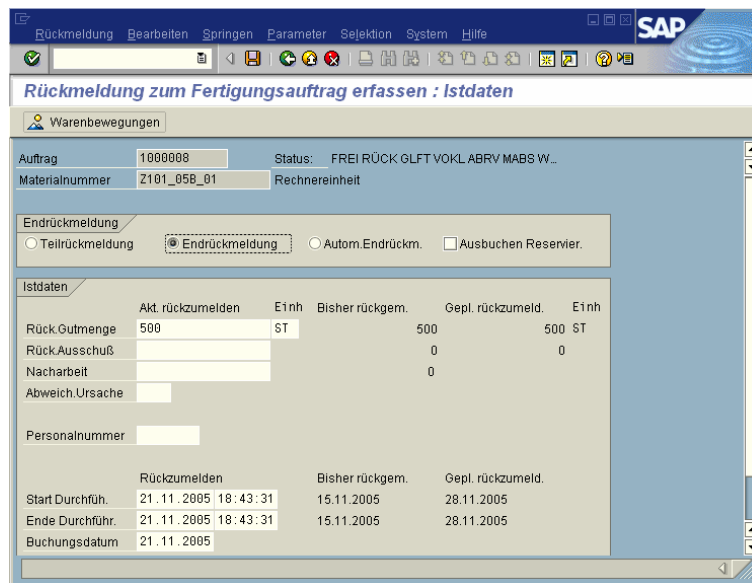 Rückmeldung Bearbeiten Springen Parameter Selektion System Hilfe
SAP
Rückmeldung zum Fertigungsauftrag erfassen : Istdaten
Warenbewegungen
Auftrag 1000008 Status: FREI RÜCK GLFT VOKL ABRV MABS W...
Materialnummer Z101_05B_01 Rechnereinheit
Endrückmeldung
Teilrückmeldung Endrückmeldung Autom.Endrückm. Ausbuchen Reservier.
Istdaten
Akt. rückzumelden Einh Bisher rückgem. Gepl. rückzumeld. Einh
Rück.Gutmenge 500 ST 500 500 ST
Rück.Ausschuß 0 0
Nacharbeit 0
Abweich.Ursache
Personalnummer
Rückzumelden Bisher rückgem. Gepl. rückzumeld.
Start Durchfüh. 21.11.2005 18:43:31 15.11.2005 28.11.2005
Ende Durchführ. 21.11.2005 18:43:31 15.11.2005 28.11.2005
Buchungsdatum 21.11.2005